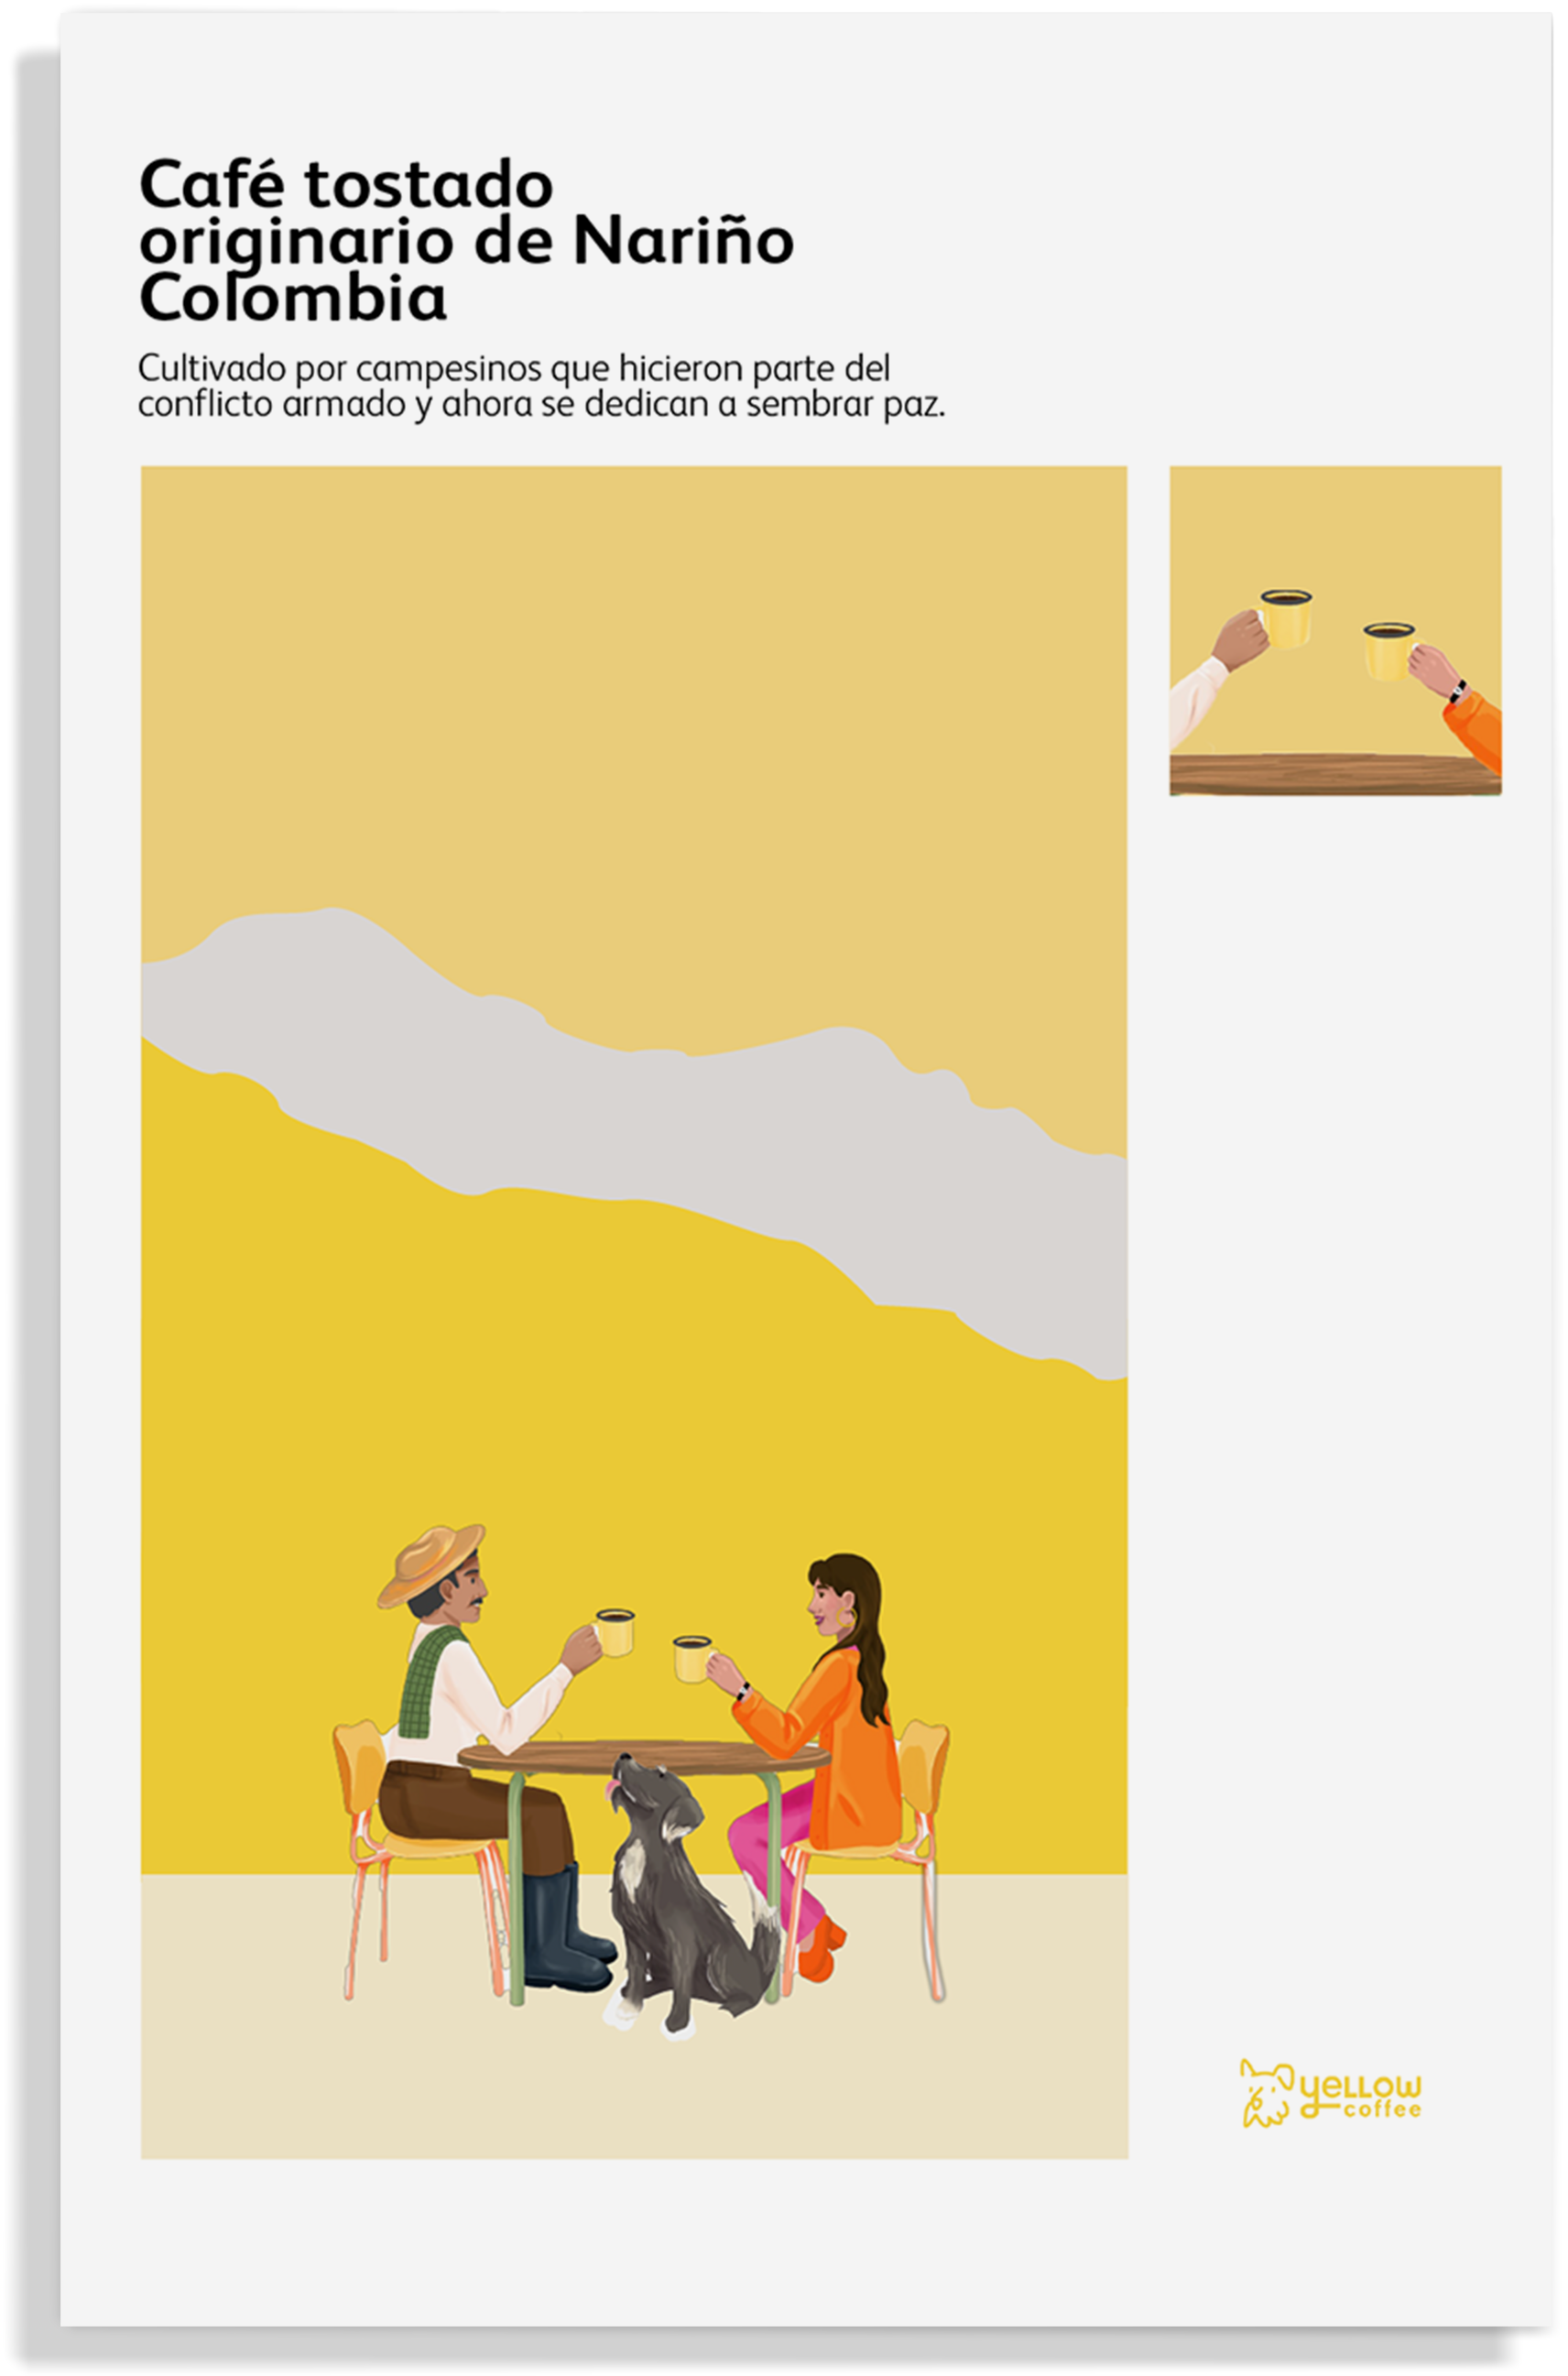 Café tostado
originario de Nariño
Colombia
Cultivado por campesinos que hicieron parte del
conflicto armado y ahora se dedican a sembrar paz.
yeLLOW
coffee